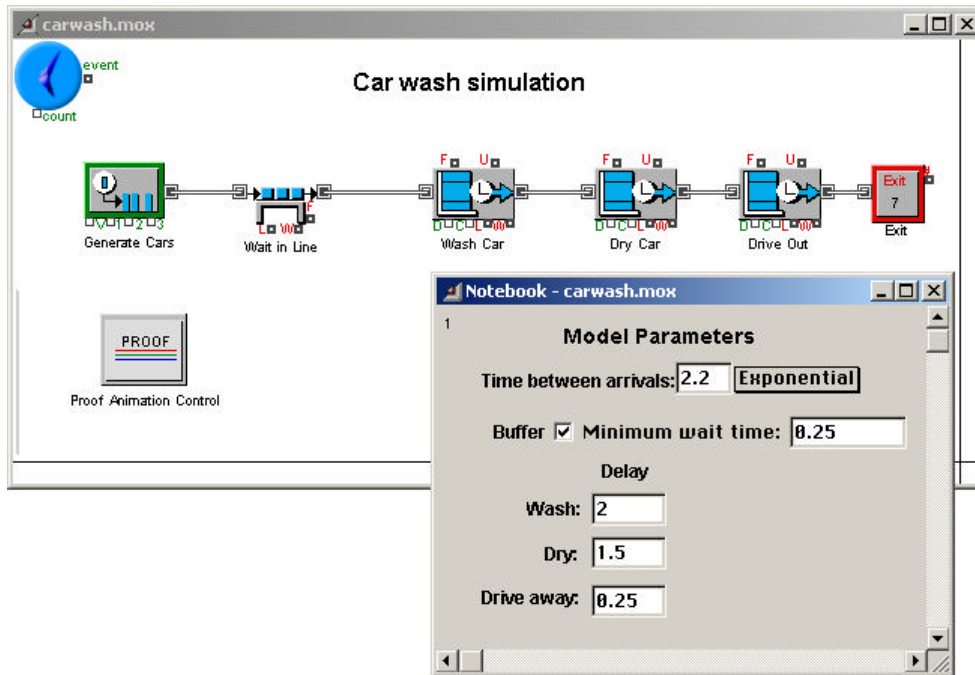 carwash.mox
event
count
Car wash simulation
F U F U F U
Exit
7
V 1 2 3
L W
F
D C L W
D C L W
D C L W
Generate Cars
Wait in Line
Wash Car
Dry Car
Drive Out
Exit
PROOF
Proof Animation Control
Notebook - carwash.mox
1
Model Parameters
Time between arrivals: 2.2 Exponential
Buffer Minimum wait time: 0.25
Delay
Wash: 2
Dry: 1.5
Drive away: 0.25